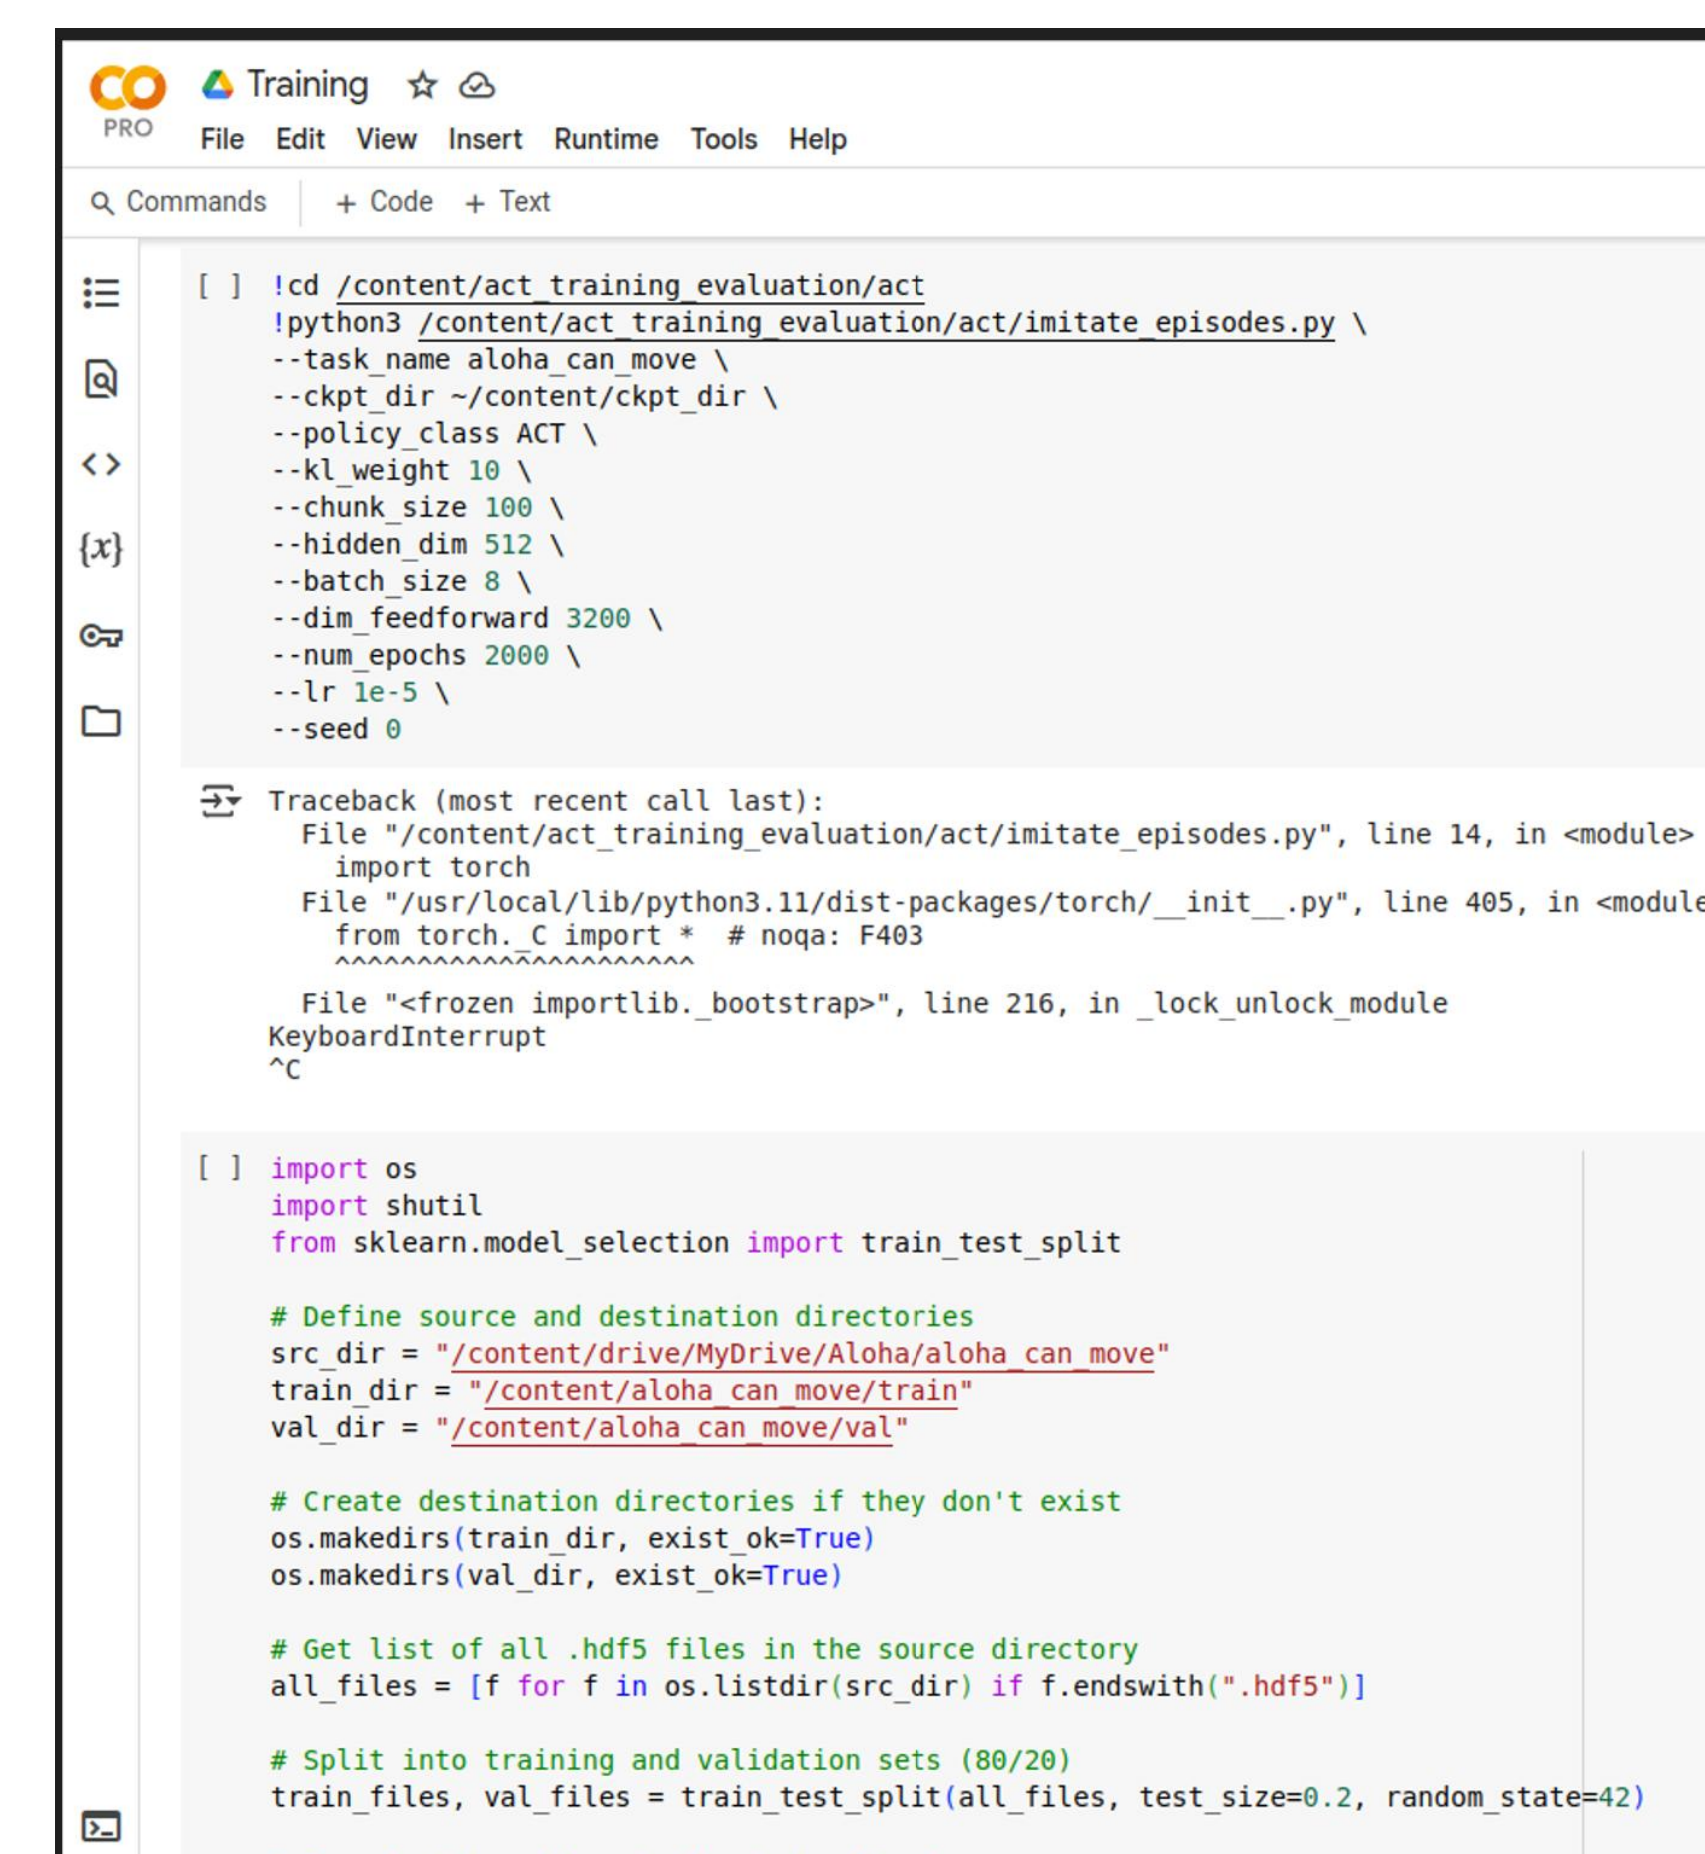 CO
PRO
Training
File Edit View Insert Runtime Tools Help
Commands + Code + Text
[ ] !cd /content/act_training_evaluation/act
!python3 /content/act_training_evaluation/act/imitate_episodes.py \
--task_name aloha_can_move \
--ckpt_dir ~/content/ckpt_dir \
--policy_class ACT \
--kl_weight 10 \
--chunk_size 100 \
--hidden_dim 512 \
--batch_size 8 \
--dim_feedforward 3200 \
--num_epochs 2000 \
--lr 1e-5 \
--seed 0
Traceback (most recent call last):
  File "/content/act_training_evaluation/act/imitate_episodes.py", line 14, in <module>
    import torch
  File "/usr/local/lib/python3.11/dist-packages/torch/__init__.py", line 405, in <module
    from torch._C import *  # noqa: F403
    ^^^^^^^^^^^^^^^^^^^^^^
  File "<frozen importlib._bootstrap>", line 216, in _lock_unlock_module
KeyboardInterrupt
^C
[ ] import os
import shutil
from sklearn.model_selection import train_test_split
# Define source and destination directories
src_dir = "/content/drive/MyDrive/Aloha/aloha_can_move"
train_dir = "/content/aloha_can_move/train"
val_dir = "/content/aloha_can_move/val"
# Create destination directories if they don't exist
os.makedirs(train_dir, exist_ok=True)
os.makedirs(val_dir, exist_ok=True)
# Get list of all .hdf5 files in the source directory
all_files = [f for f in os.listdir(src_dir) if f.endswith(".hdf5")]
# Split into training and validation sets (80/20)
train_files, val_files = train_test_split(all_files, test_size=0.2, random_state=42)